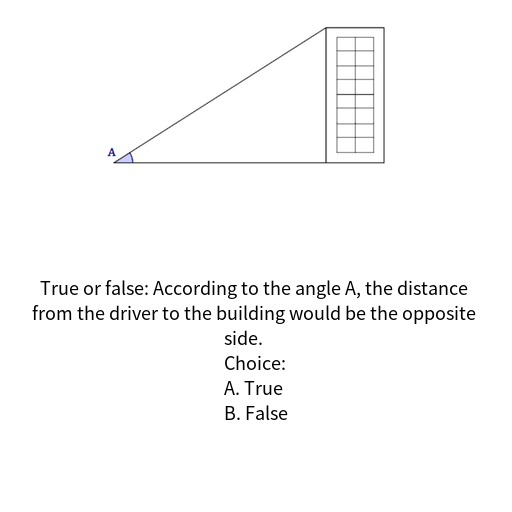 A
True or false: According to the angle A, the distance
from the driver to the building would be the opposite
side.
Choice:
A. True
B. False